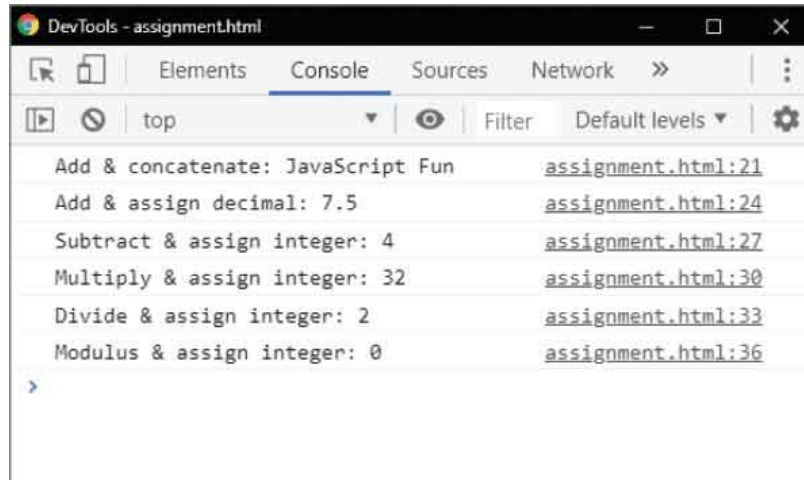 DevTools - assignment.html
Elements Console Sources Network »
top Filter Default levels ▼
Add & concatenate: JavaScript Fun assignment.html:21
Add & assign decimal: 7.5 assignment.html:24
Subtract & assign integer: 4 assignment.html:27
Multiply & assign integer: 32 assignment.html:30
Divide & assign integer: 2 assignment.html:33
Modulus & assign integer: 0 assignment.html:36
>